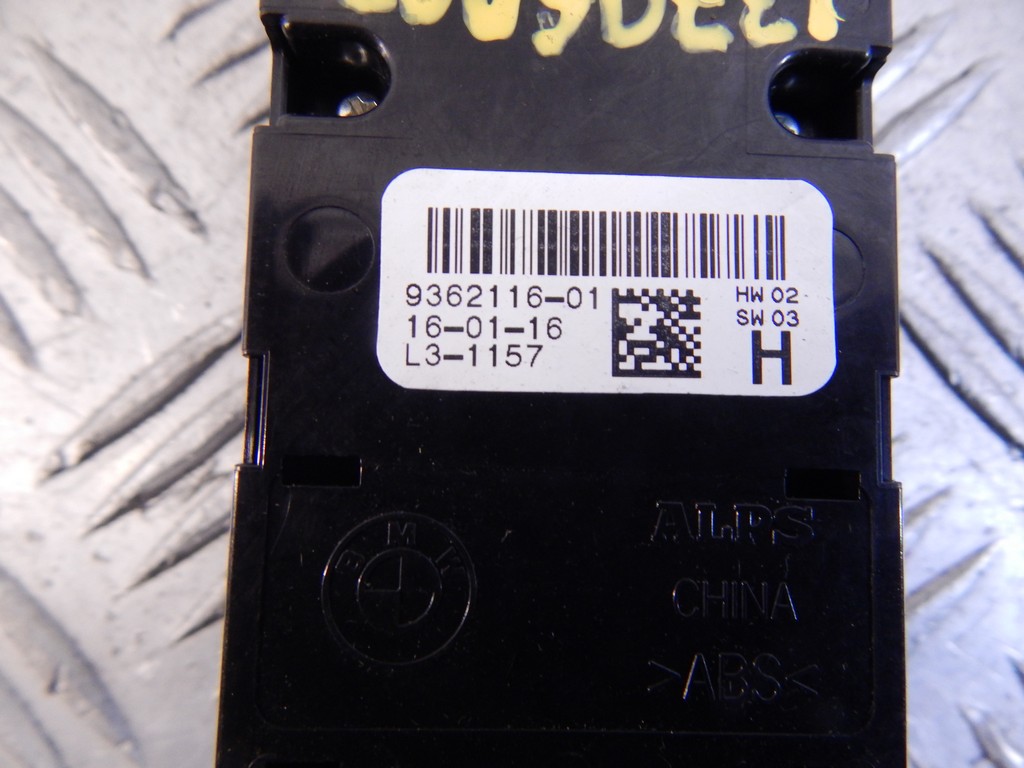 9362116-01
16-01-16
L3-1157
HW 02
SW 03
H
BMW
ALPS
CHINA
>ABS<